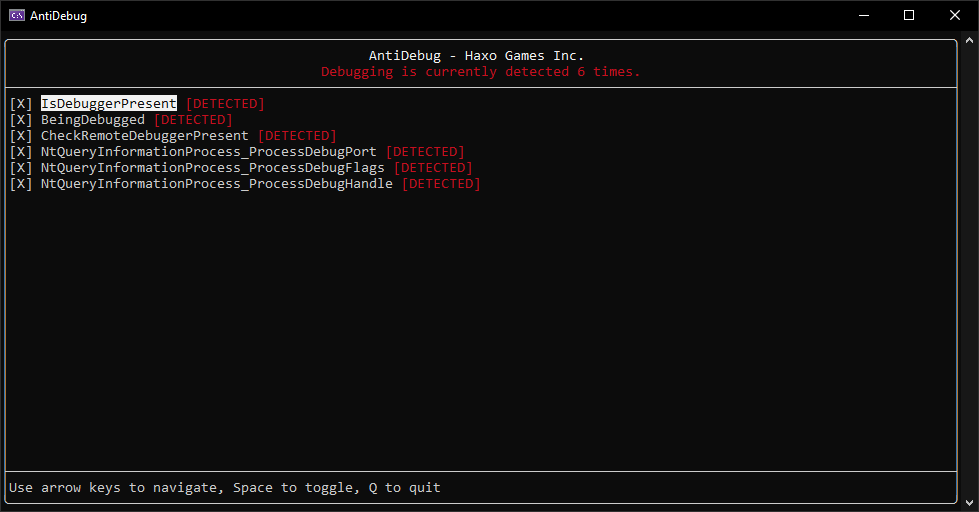 AntiDebug
AntiDebug - Haxo Games Inc.
Debugging is currently detected 6 times.
[X] IsDebuggerPresent [DETECTED]
[X] BeingDebugged [DETECTED]
[X] CheckRemoteDebuggerPresent [DETECTED]
[X] NtQueryInformationProcess_ProcessDebugPort [DETECTED]
[X] NtQueryInformationProcess_ProcessDebugFlags [DETECTED]
[X] NtQueryInformationProcess_ProcessDebugHandle [DETECTED]
Use arrow keys to navigate, Space to toggle, Q to quit